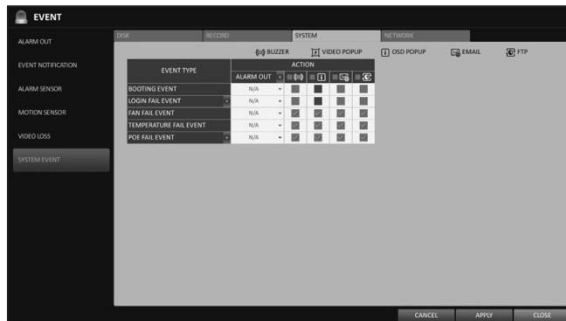 EVENT
ALARM OUT
EVENT NOTIFICATION
ALARM SENSOR
MOTION SENSOR
VIDEO LOSS
SYSTEM EVENT
DISK RECORD SYSTEM NETWORK
BUZZER VIDEO POPUP OSD POPUP EMAIL FTP
EVENT TYPE ACTION
ALARM OUT
BOOTING EVENT N/A
LOGIN FAIL EVENT N/A
FAN FAIL EVENT N/A
TEMPERATURE FAIL EVENT N/A
POE FAIL EVENT N/A
CANCEL APPLY CLOSE